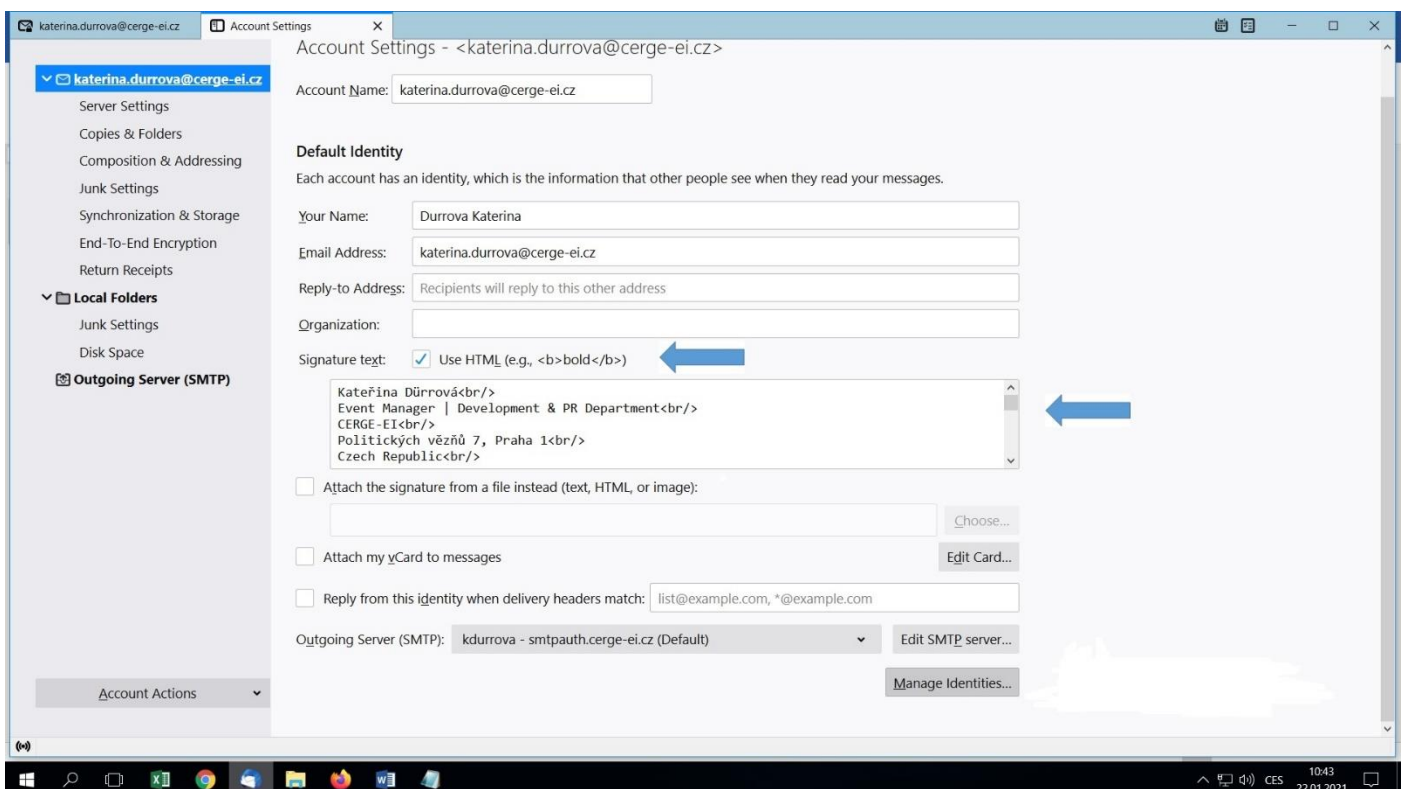 katerina.durrova@cerge-ei.cz Account Settings
Account Settings - <katerina.durrova@cerge-ei.cz>
katerina.durrova@cerge-ei.cz
Server Settings
Copies & Folders
Composition & Addressing
Junk Settings
Synchronization & Storage
End-To-End Encryption
Return Receipts
Local Folders
Junk Settings
Disk Space
Outgoing Server (SMTP)
Account Actions
Account Name: katerina.durrova@cerge-ei.cz
Default Identity
Each account has an identity, which is the information that other people see when they read your messages.
Your Name: Durrova Katerina
Email Address: katerina.durrova@cerge-ei.cz
Reply-to Address: Recipients will reply to this other address
Organization:
Signature text: Use HTML (e.g., <b>bold</b>)
Kateřina Dürrová<br/>
Event Manager | Development & PR Department<br/>
CERGE-EI<br/>
Politických vězňů 7, Praha 1<br/>
Czech Republic<br/>
Attach the signature from a file instead (text, HTML, or image):
Choose...
Attach my vCard to messages Edit Card...
Reply from this identity when delivery headers match: list@example.com, *@example.com
Outgoing Server (SMTP): kdurrova - smtpauth.cerge-ei.cz (Default) Edit SMTP server...
Manage Identities...
CES 10:43
22.01.2021